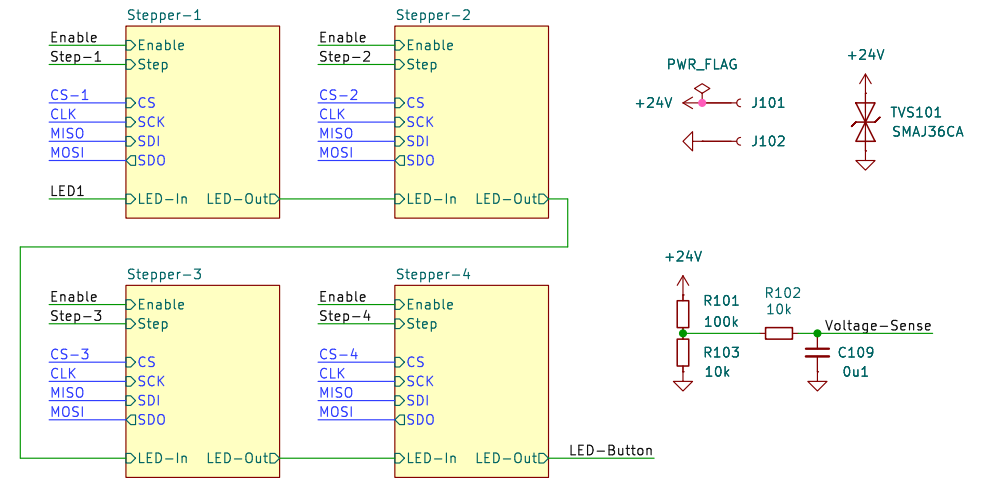 Stepper-1
Enable
Enable
Step-1
Step
CS-1
CS
CLK
SCK
MISO
SDI
MOSI
SDO
LED1
LED-In
LED-Out
Stepper-2
Enable
Enable
Step-2
Step
CS-2
CS
CLK
SCK
MISO
SDI
MOSI
SDO
LED-In
LED-Out
PWR_FLAG
+24V
J101
J102
+24V
TVS101
SMAJ36CA
Stepper-3
Enable
Enable
Step-3
Step
CS-3
CS
CLK
SCK
MISO
SDI
MOSI
SDO
LED-In
LED-Out
Stepper-4
Enable
Enable
Step-4
Step
CS-4
CS
CLK
SCK
MISO
SDI
MOSI
SDO
LED-In
LED-Out
LED-Button
+24V
R101
100k
R102
10k
Voltage-Sense
R103
10k
C109
0u1